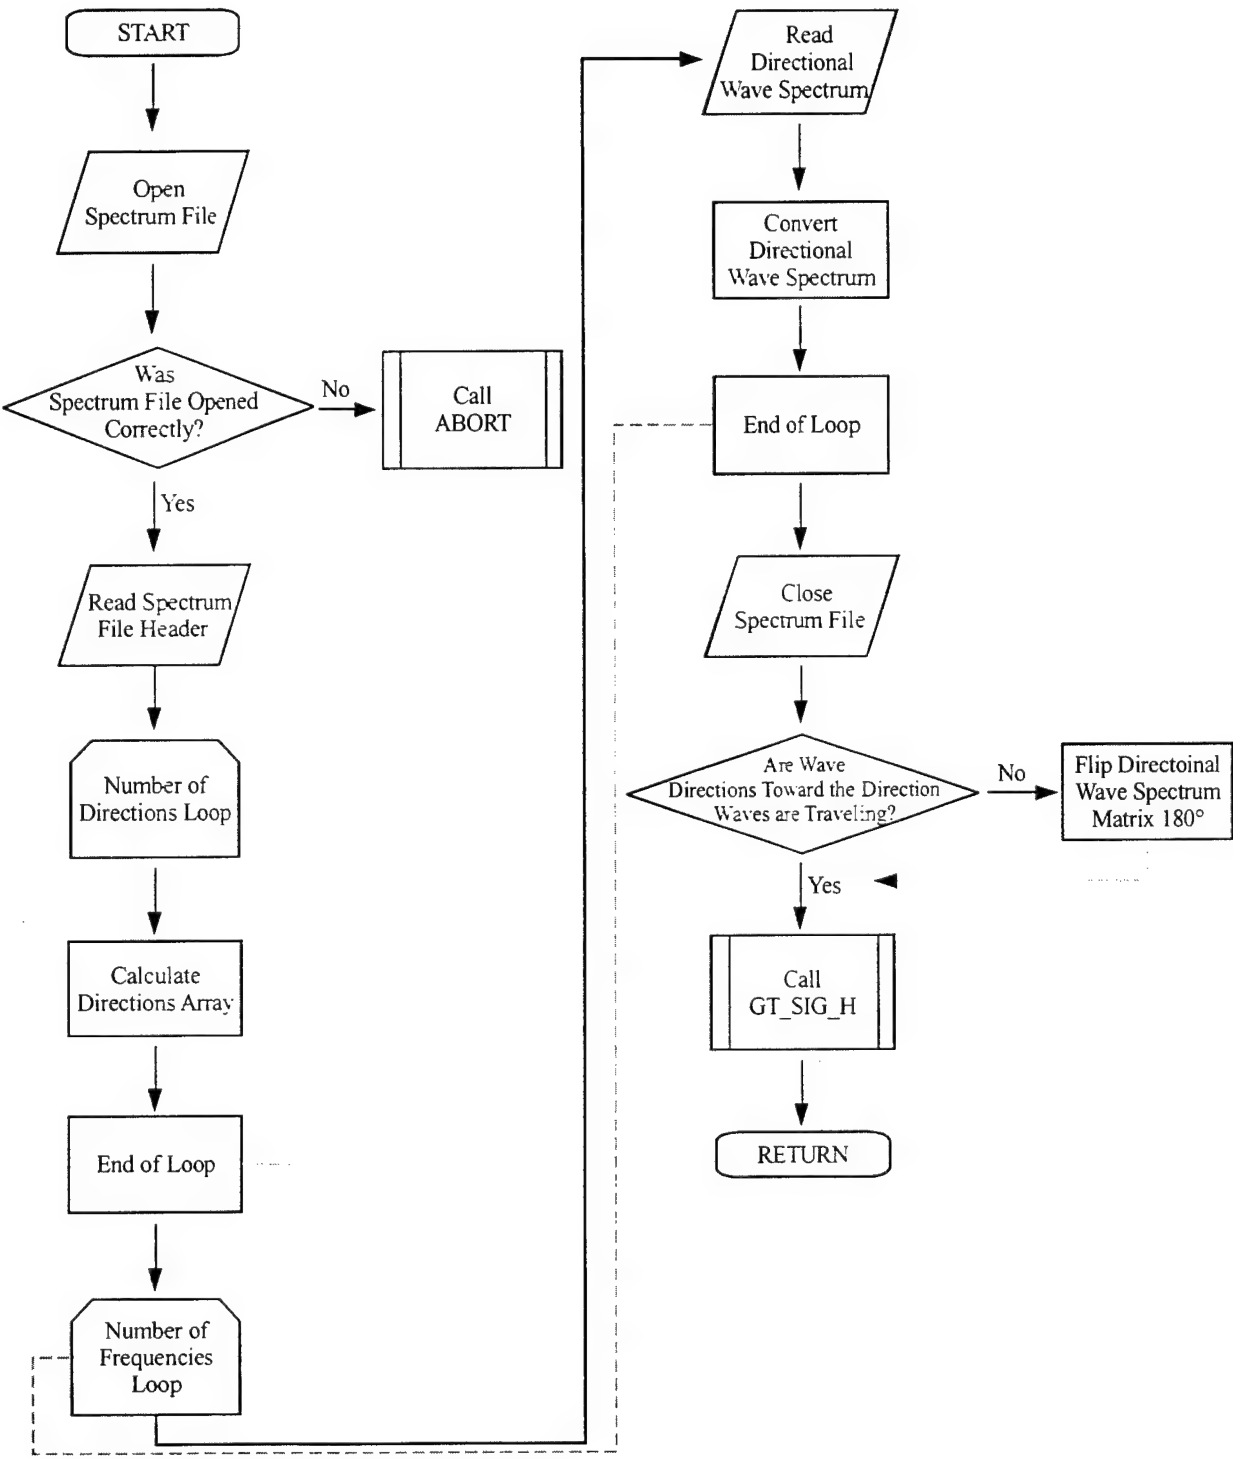 START
Open
Spectrum File
Was
Spectrum File Opened
Correctly?
No
Call
ABORT
Yes
Read Spectrum
File Header
Number of
Directions Loop
Calculate
Directions Array
End of Loop
Number of
Frequencies
Loop
Read
Directional
Wave Spectrum
Convert
Directional
Wave Spectrum
End of Loop
Close
Spectrum File
Are Wave
Directions Toward the Direction
Waves are Traveling?
No
Flip Directoinal
Wave Spectrum
Matrix 180°
Yes
Call
GT_SIG_H
RETURN